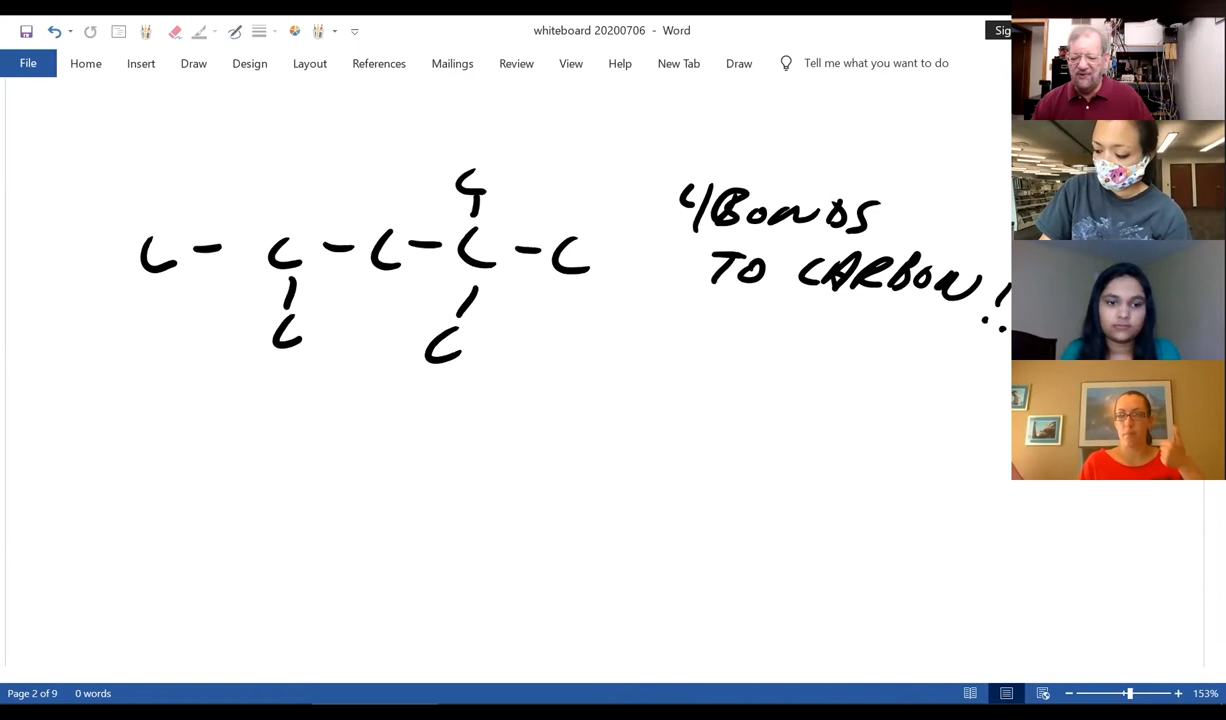 whiteboard 20200706 - Word
Sig
File Home Insert Draw Design Layout References Mailings Review View Help New Tab Draw Tell me what you want to do
C
C - C - C - C - C
C C
4 BONDS
TO CARBON!!
Page 2 of 9 0 words
153%